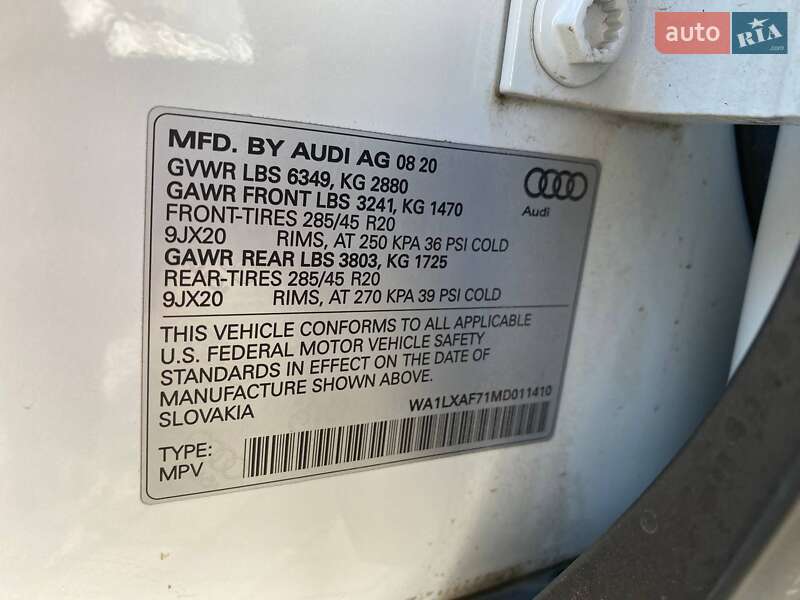 auto RIA
.com
MFD. BY AUDI AG 08 20
GVWR LBS 6349, KG 2880
GAWR FRONT LBS 3241, KG 1470
FRONT-TIRES 285/45 R20
9JX20 RIMS, AT 250 KPA 36 PSI COLD
GAWR REAR LBS 3803, KG 1725
REAR-TIRES 285/45 R20
9JX20 RIMS, AT 270 KPA 39 PSI COLD
Audi
THIS VEHICLE CONFORMS TO ALL APPLICABLE
U.S. FEDERAL MOTOR VEHICLE SAFETY
STANDARDS IN EFFECT ON THE DATE OF
MANUFACTURE SHOWN ABOVE.
SLOVAKIA
WA1LXAF71MD011410
TYPE:
MPV